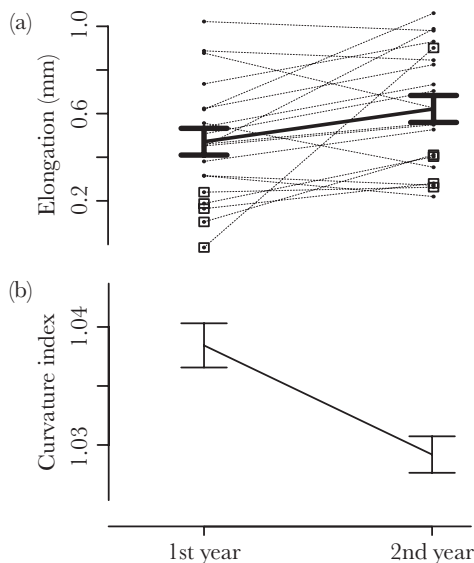 (a)
Elongation (mm)
1.0
0.6
0.2
(b)
Curvature index
1.04
1.03
1st year
2nd year